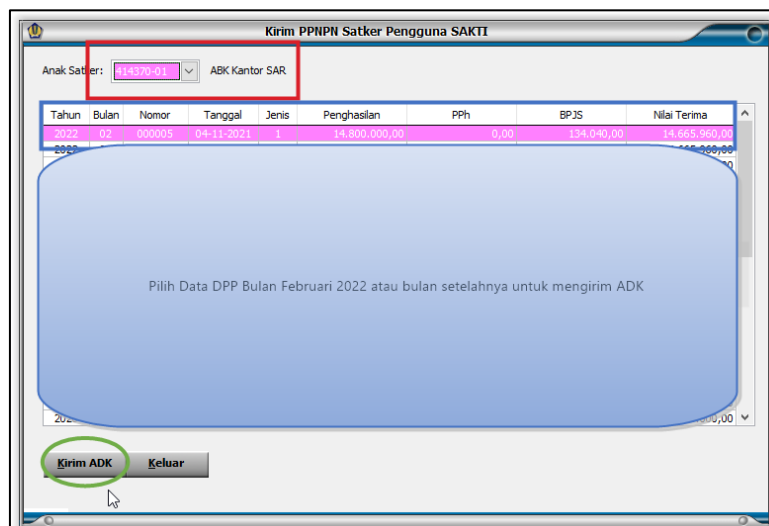 Kirim PPNPN Satker Pengguna SAKTI
Anak Satker: 414370-01 ABK Kantor SAR
Tahun Bulan Nomor Tanggal Jenis Penghasilan PPh BPJS Nilai Terima
2022 02 000005 04-11-2021 1 14.800.000,00 0,00 134.040,00 14.665.960,00
Pilih Data DPP Bulan Februari 2022 atau bulan setelahnya untuk mengirim ADK
Kirim ADK Keluar